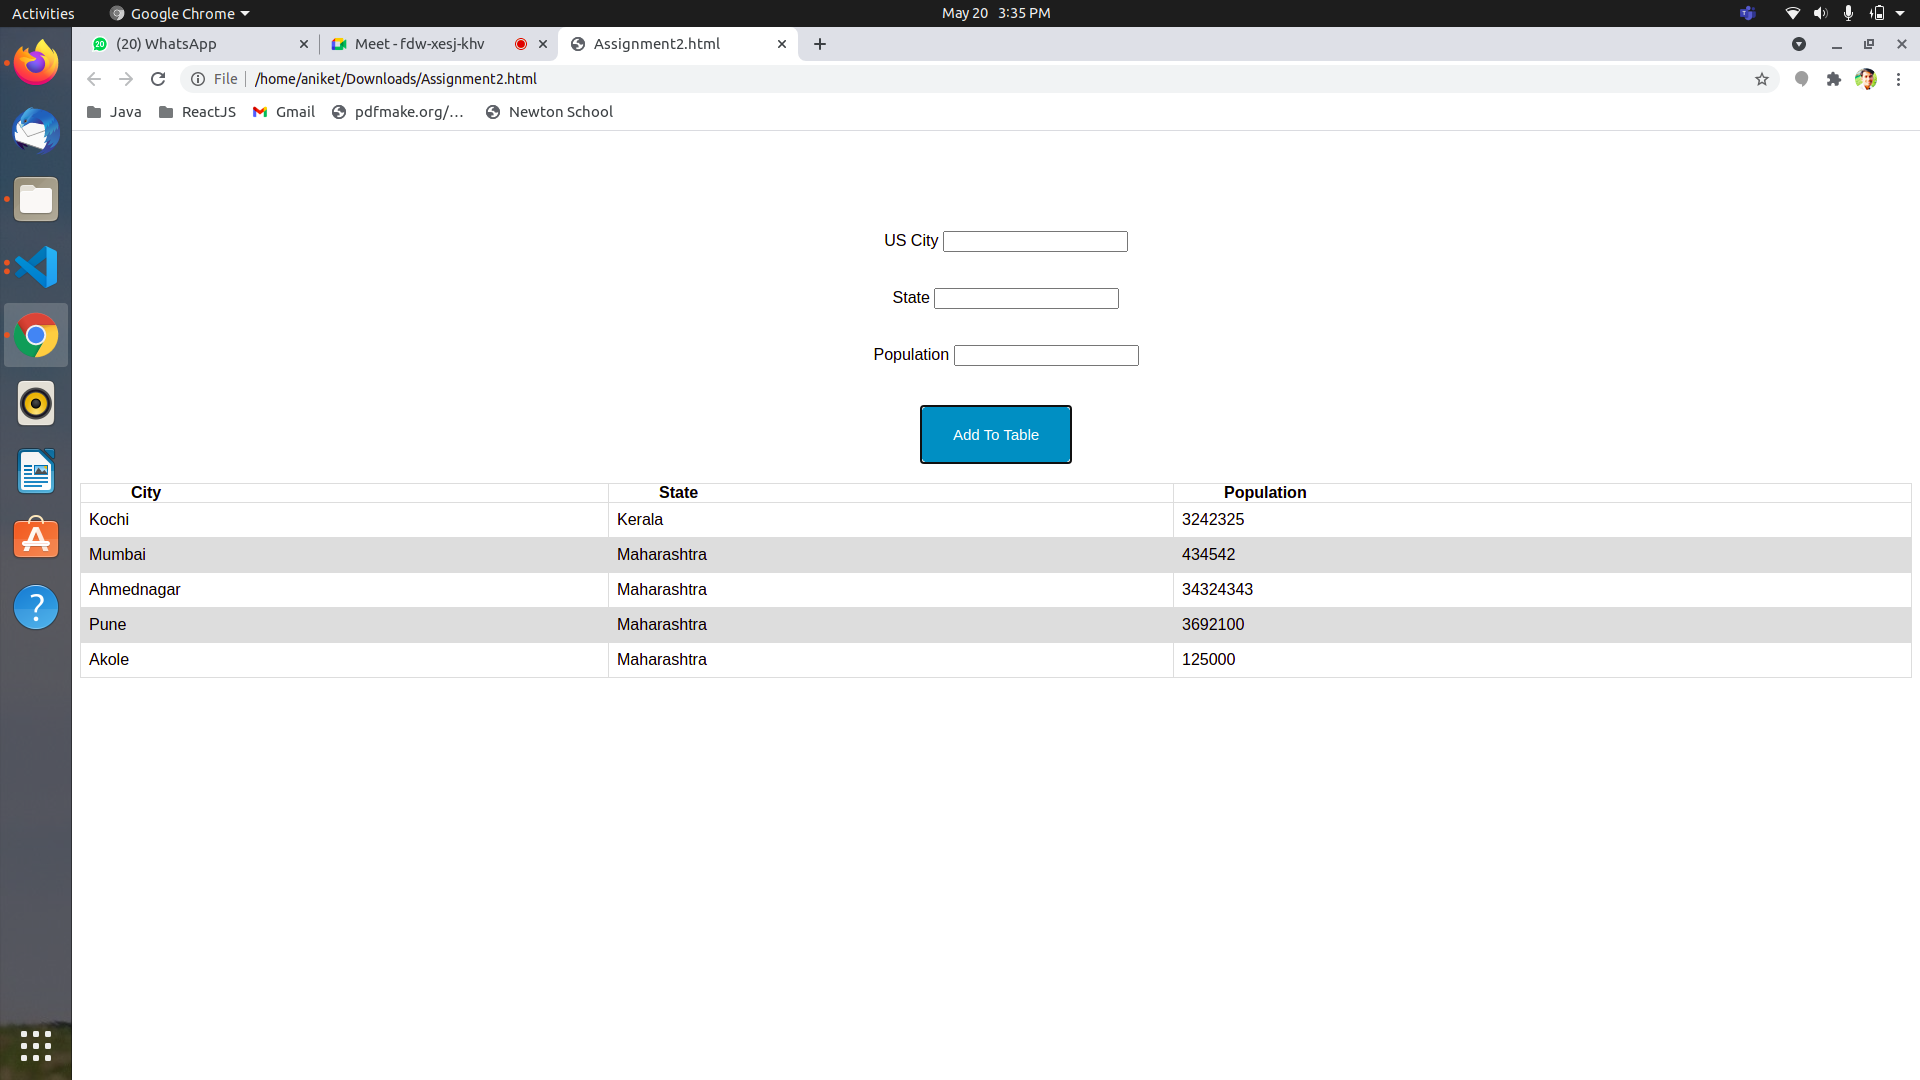 Activities Google Chrome May 20 3:35 PM
20 (20) WhatsApp Meet - fdw-xesj-khv Assignment2.html
File /home/aniket/Downloads/Assignment2.html
Java ReactJS Gmail pdfmake.org/... Newton School
US City
State
Population
Add To Table
City State Population
Kochi Kerala 3242325
Mumbai Maharashtra 434542
Ahmednagar Maharashtra 34324343
Pune Maharashtra 3692100
Akole Maharashtra 125000